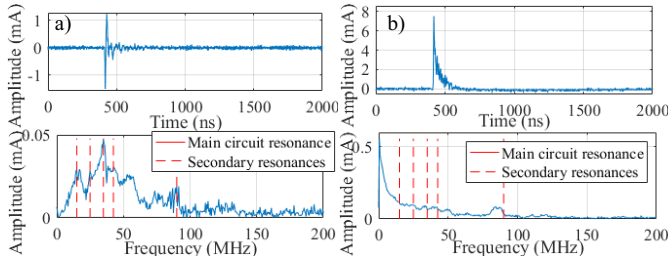 a)
Amplitude (mA)
1
0
-1
0 500 1000 1500 2000
Time (ns)
b)
Amplitude (mA)
8
6
4
2
0
0 500 1000 1500 2000
Time (ns)
Amplitude (mA)
0.05
0
Main circuit resonance
Secondary resonances
0 50 100 150 200
Frequency (MHz)
Amplitude (mA)
0.5
0
Main circuit resonance
Secondary resonances
0 50 100 150 200
Frequency (MHz)